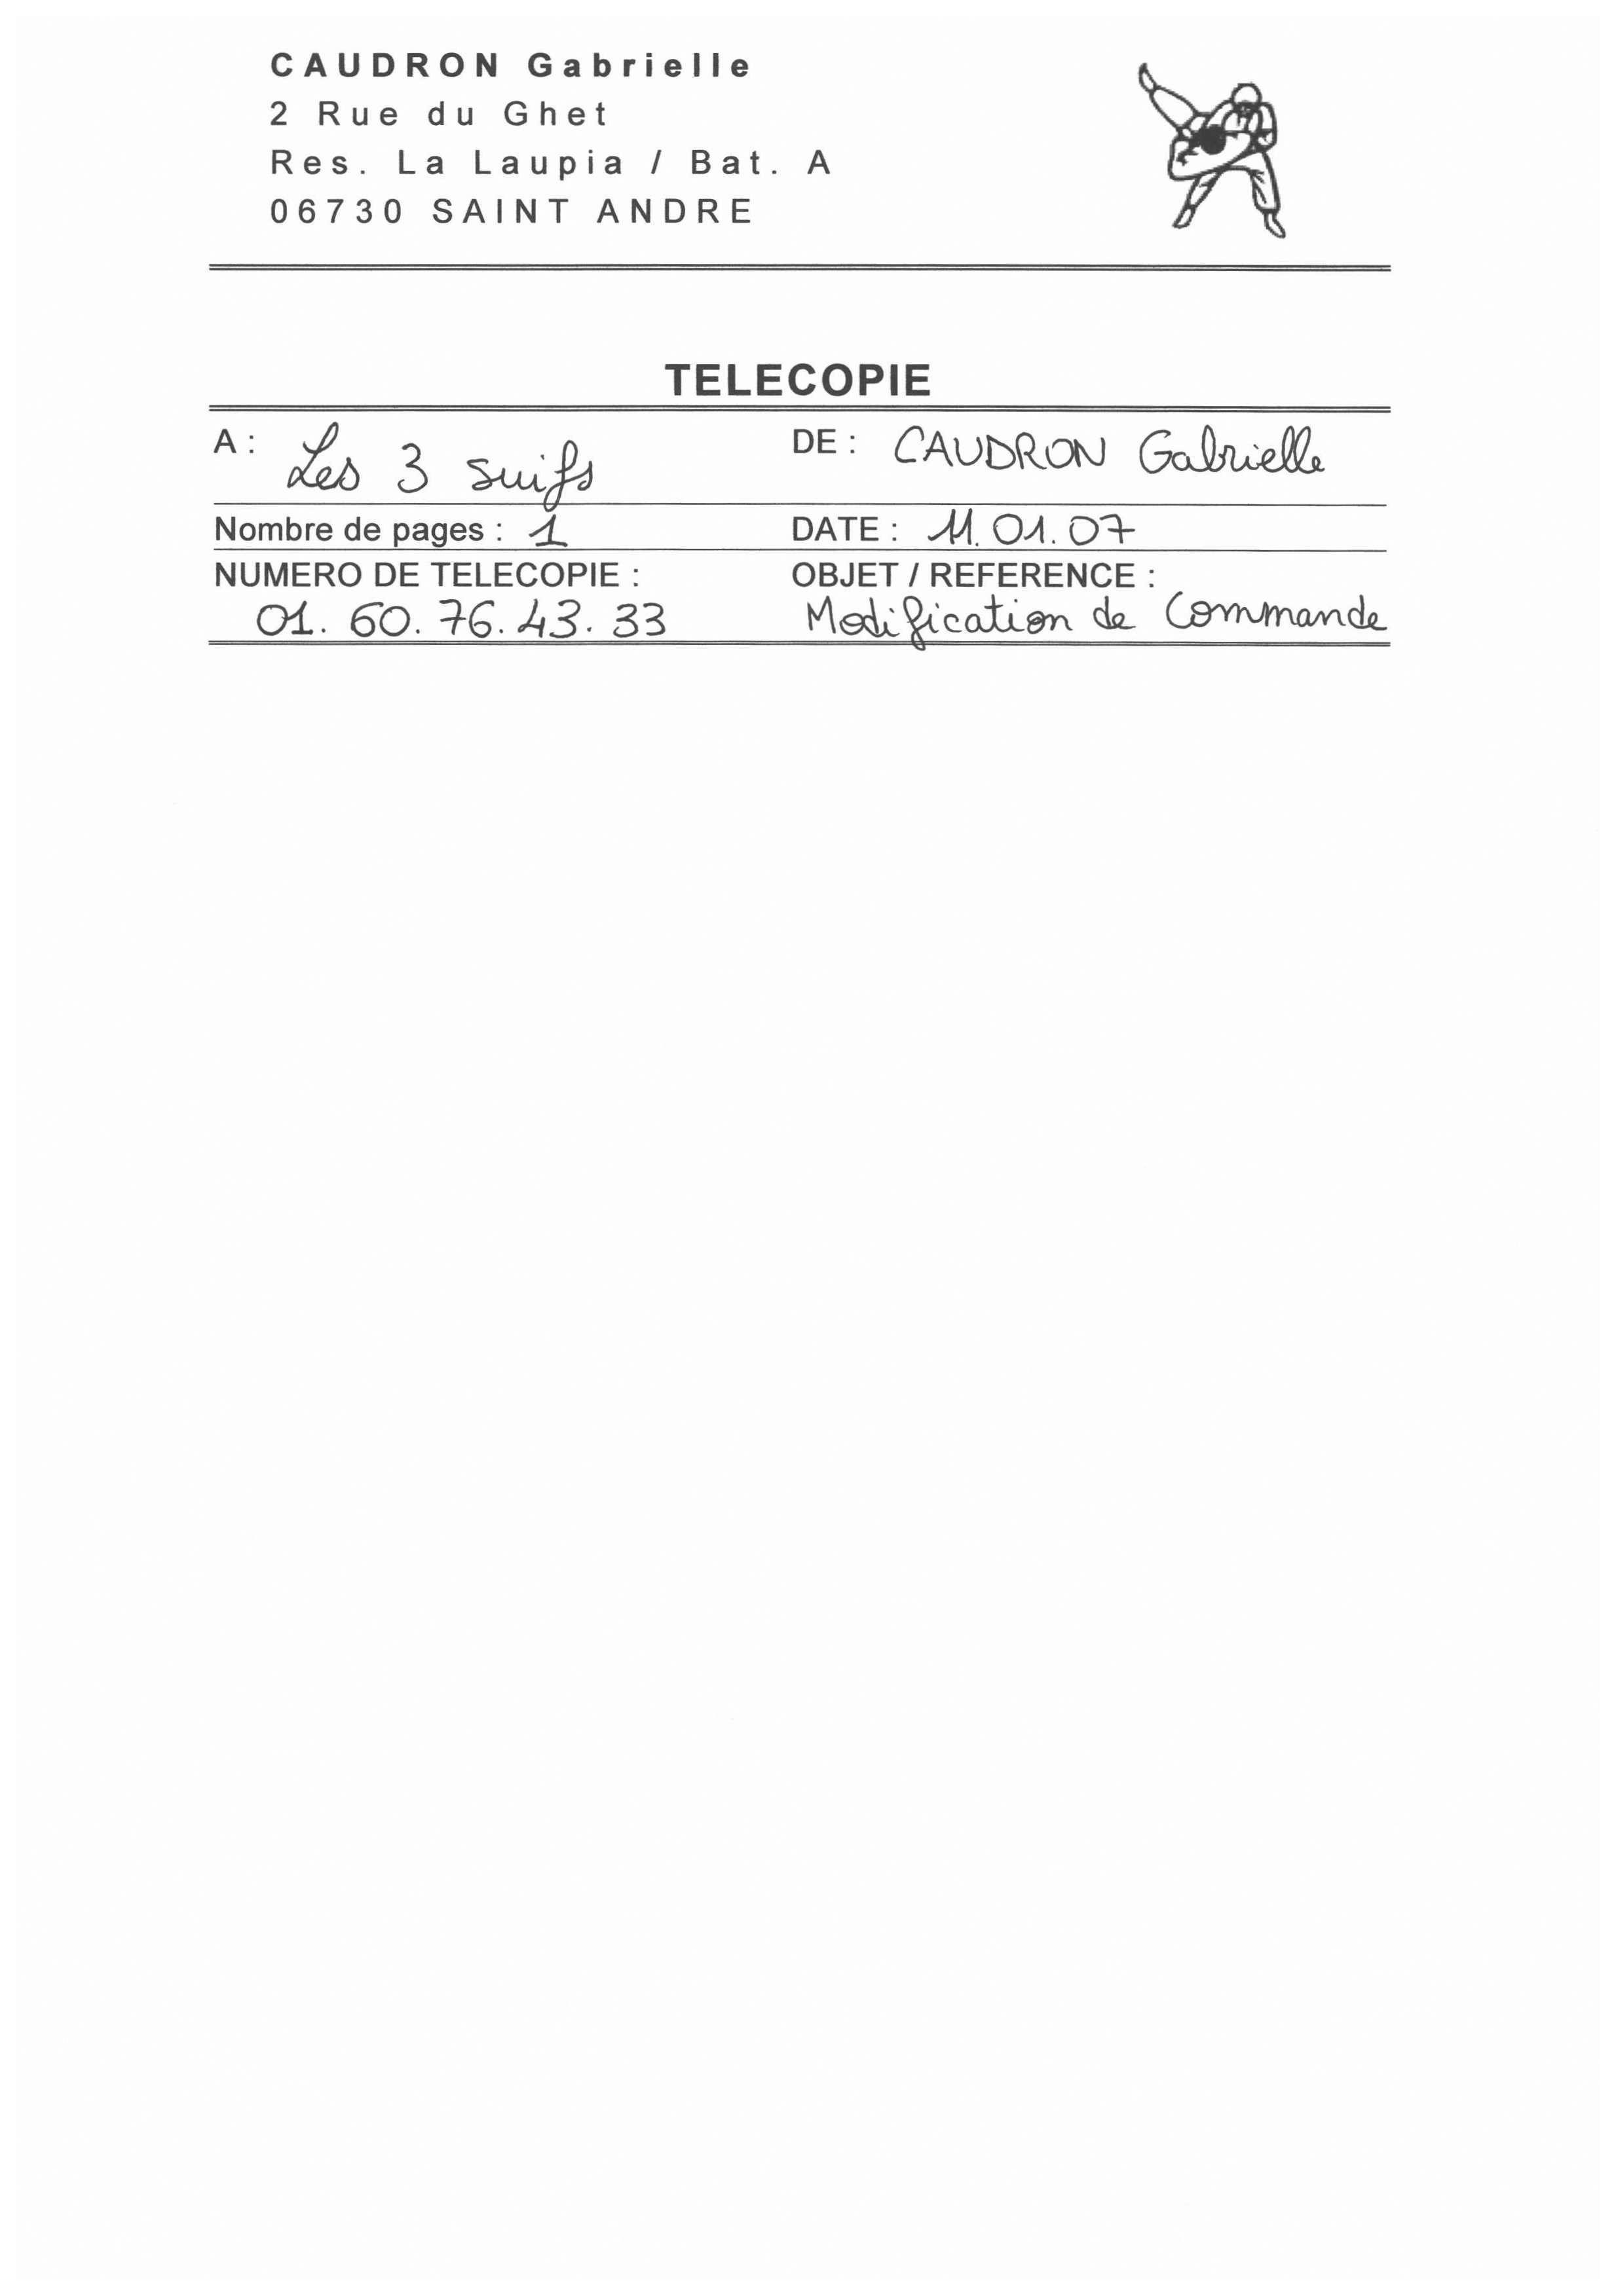 CAUDRON Gabrielle
2 Rue du Ghet
Res. La Laupia / Bat. A
06730 SAINT ANDRE
TELECOPIE
A : Les 3 suifs DE : CAUDRON Gabrielle
Nombre de pages : 1 DATE : 11.01.07
NUMERO DE TELECOPIE : OBJET / REFERENCE :
01.60.76.43.33 Modification de Commande